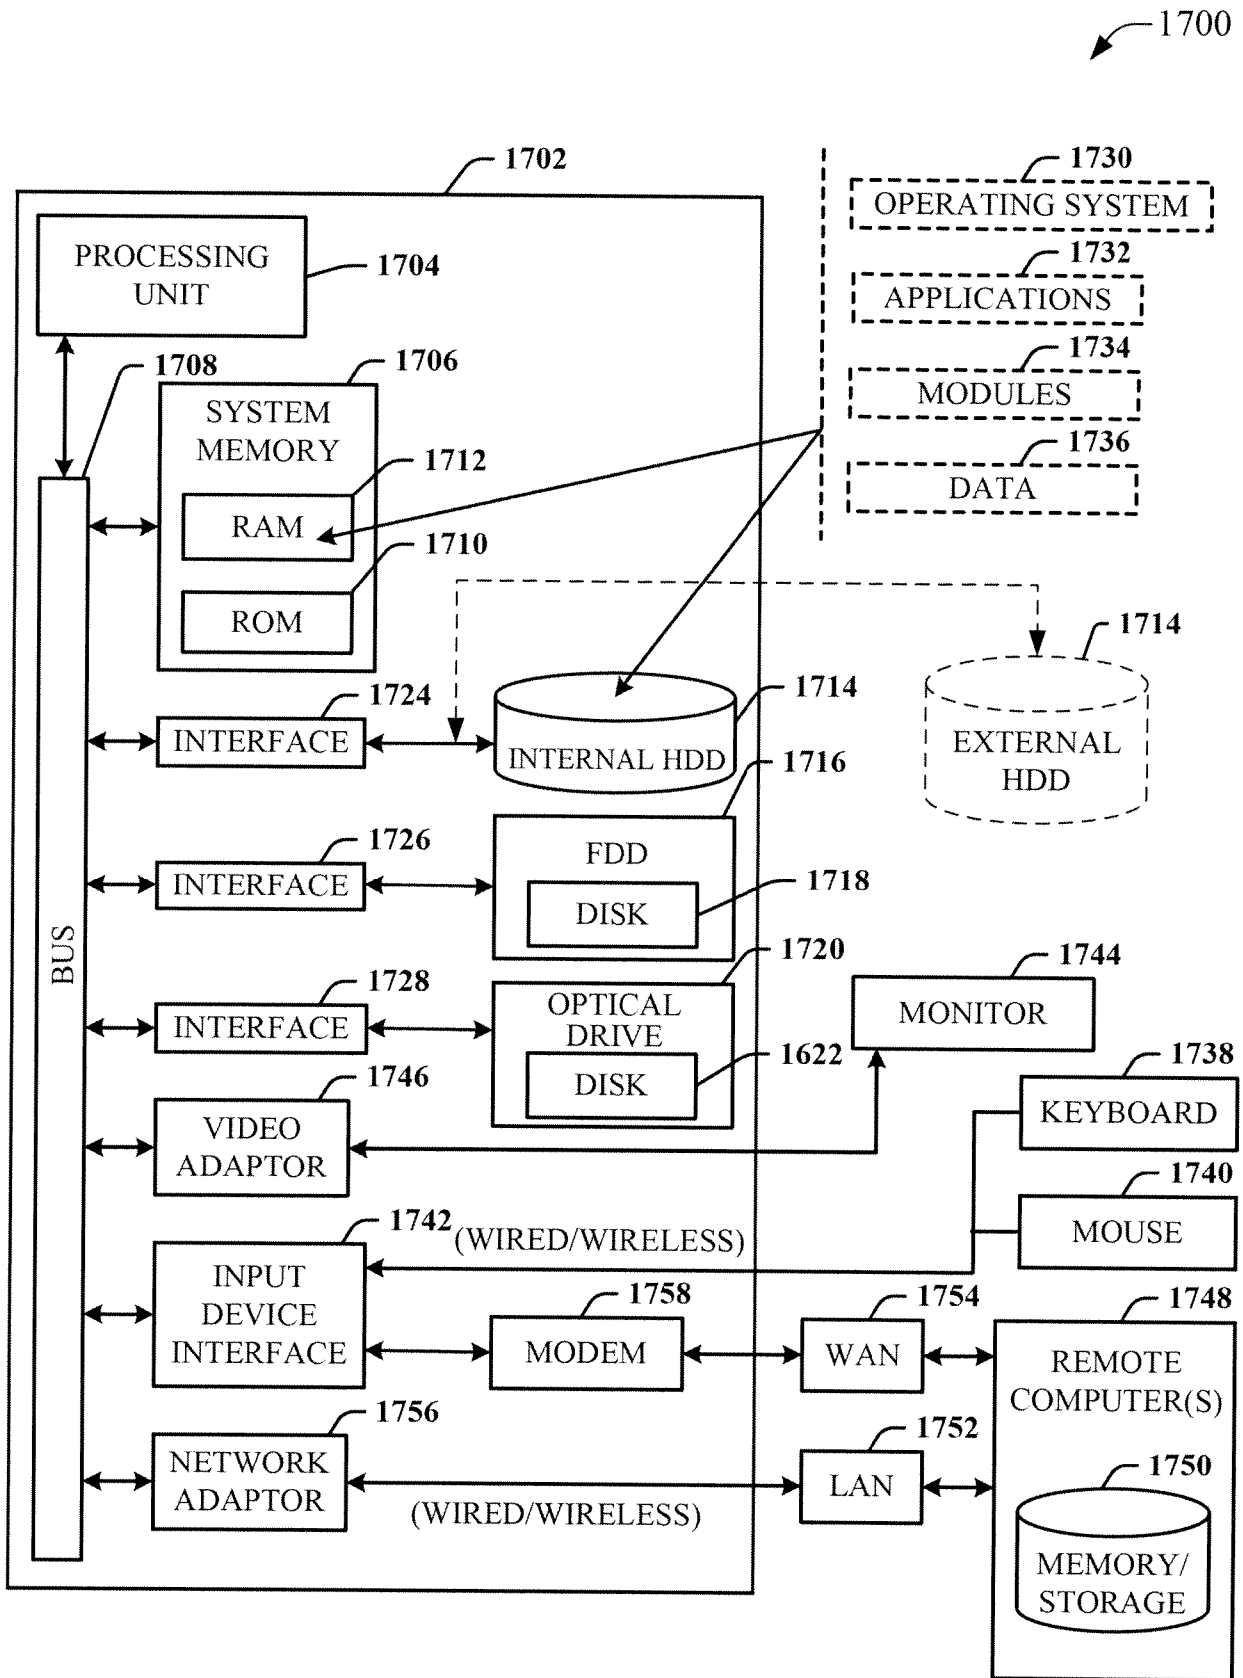 1700
1702
PROCESSING
UNIT
1704
1708
1706
SYSTEM
MEMORY
1712
RAM
1710
ROM
1730
OPERATING SYSTEM
1732
APPLICATIONS
1734
MODULES
1736
DATA
1724
INTERFACE
1714
INTERNAL HDD
1714
EXTERNAL
HDD
1716
1726
INTERFACE
FDD
1718
DISK
BUS
1720
1728
INTERFACE
OPTICAL
DRIVE
1622
DISK
1744
MONITOR
1746
VIDEO
ADAPTOR
1738
KEYBOARD
1740
MOUSE
1742
(WIRED/WIRELESS)
INPUT
DEVICE
INTERFACE
1758
MODEM
1754
WAN
1748
REMOTE
COMPUTER(S)
1756
NETWORK
ADAPTOR
(WIRED/WIRELESS)
1752
LAN
1750
MEMORY/
STORAGE